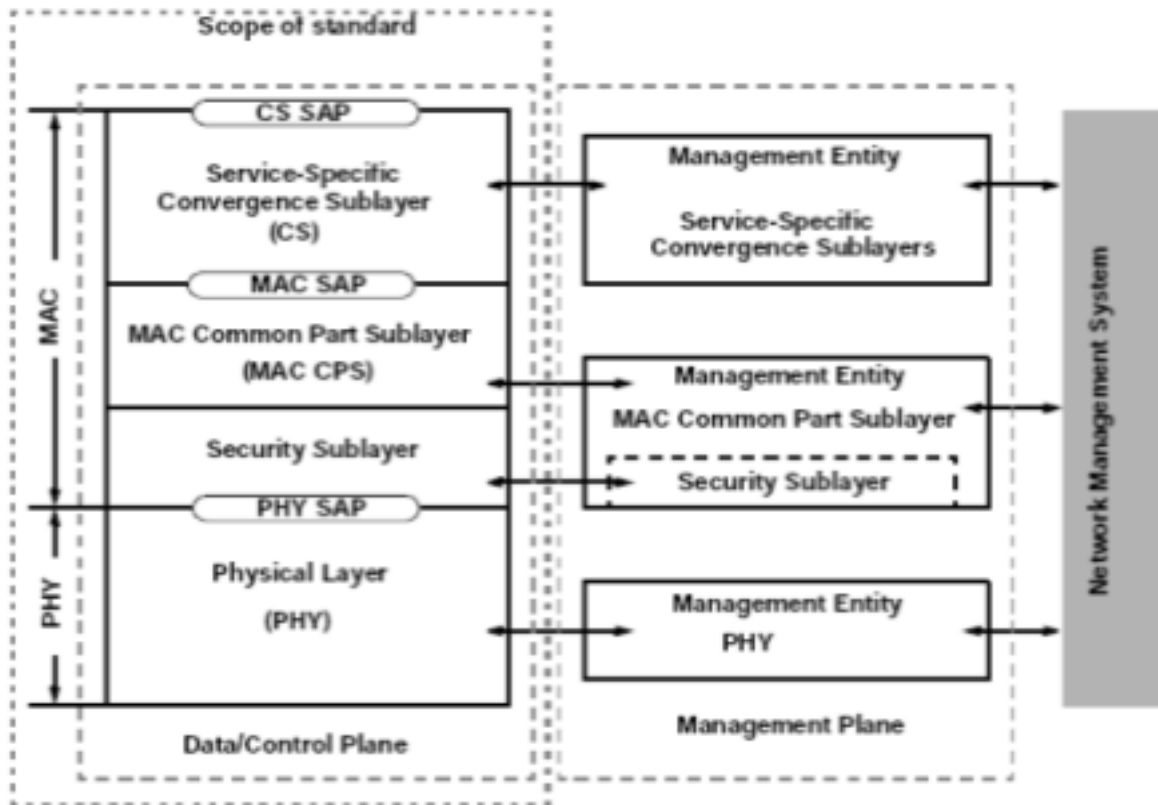 Scope of standard
CS SAP
Service-Specific
Convergence Sublayer
(CS)
MAC SAP
MAC Common Part Sublayer
(MAC CPS)
Security Sublayer
PHY SAP
Physical Layer
(PHY)
Data/Control Plane
MAC
PHY
Management Entity
Service-Specific
Convergence Sublayers
Management Entity
MAC Common Part Sublayer
Security Sublayer
Management Entity
PHY
Management Plane
Network Management System